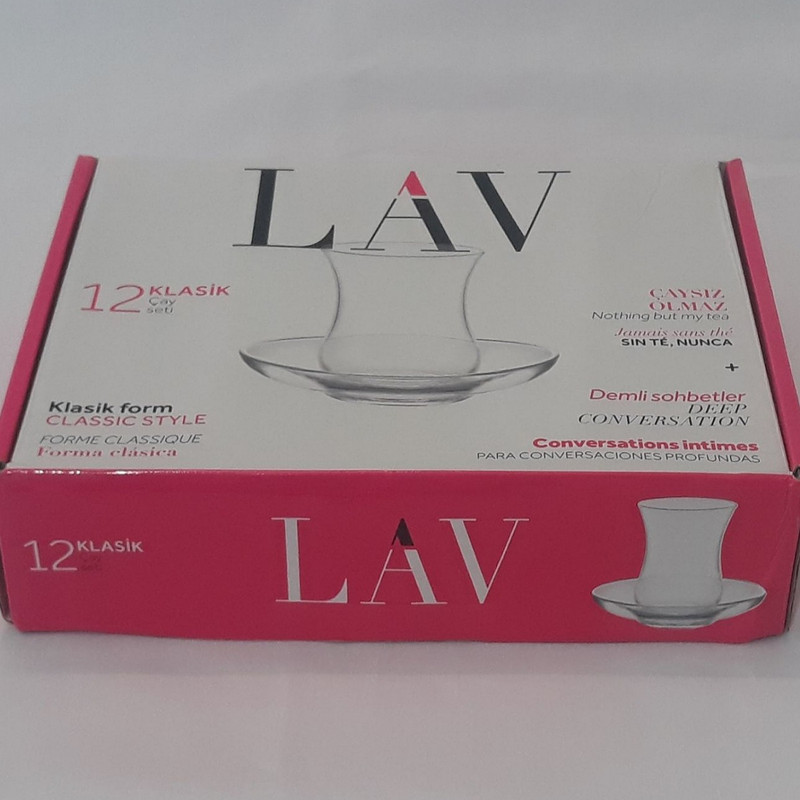 LAV
12 KLASİK
Çay
seti
ÇAYSIZ
OLMAZ
Nothing but my tea
Jamais sans thé
SIN TÉ, NUNCA
+
Klasik form
CLASSIC STYLE
FORME CLASSIQUE
Forma clásica
Demli sohbetler
DEEP
CONVERSATION
Conversations intimes
PARA CONVERSACIONES PROFUNDAS
12 KLASİK
LAV